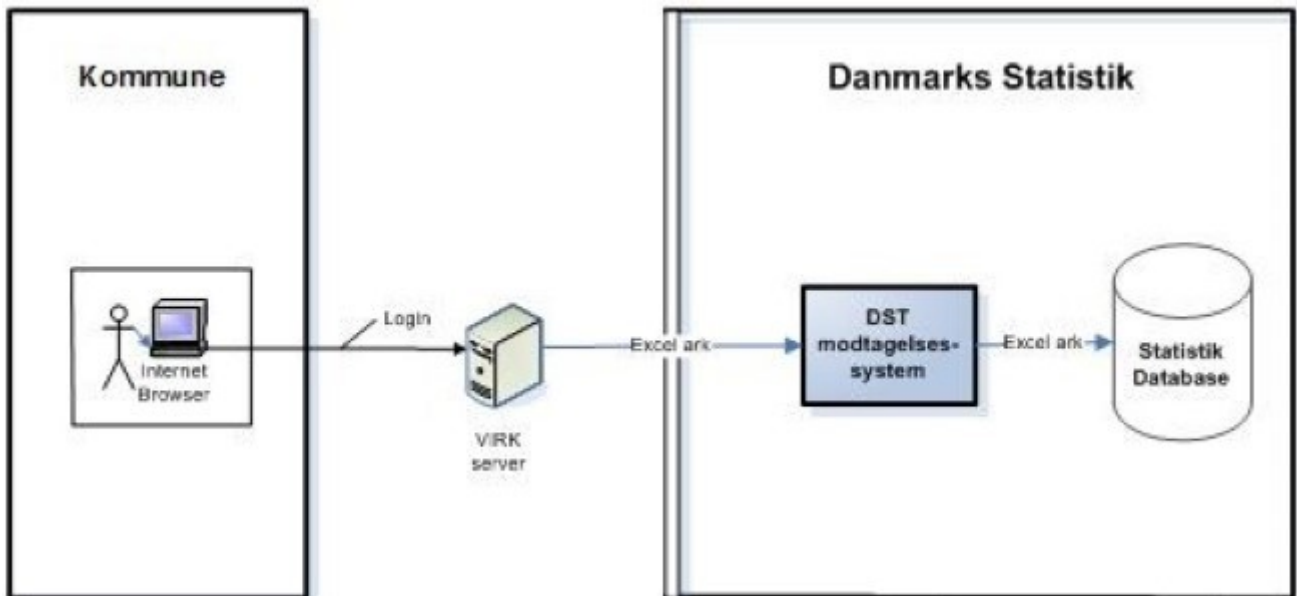 Kommune
Danmarks Statistik
Internet
Browser
Login
VIRK
server
Excel ark
DST
modtagelses-
system
Excel ark
Statistik
Database